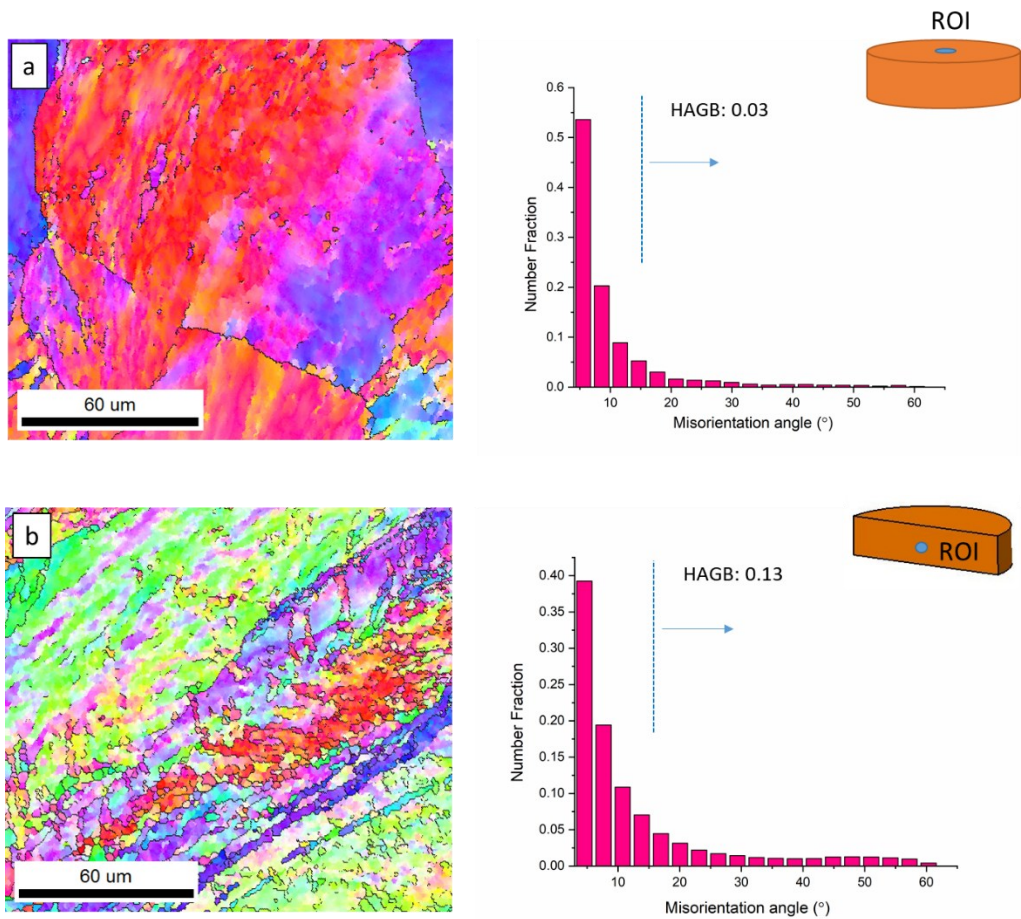 a
60 um
ROI
HAGB: 0.03
0.6
0.5
0.4
0.3
0.2
0.1
0.0
Number Fraction
10 20 30 40 50 60
Misorientation angle (°)
b
60 um
ROI
HAGB: 0.13
0.40
0.35
0.30
0.25
0.20
0.15
0.10
0.05
0.00
Number Fraction
10 20 30 40 50 60
Misorientation angle (°)